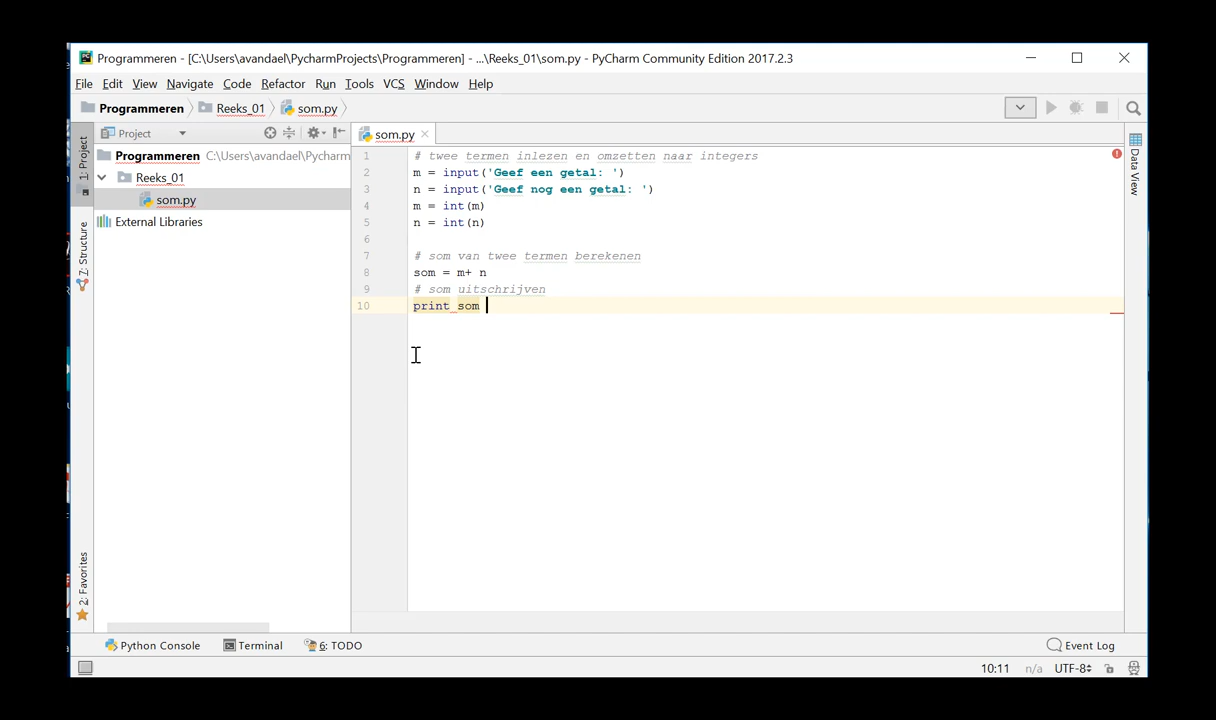 Programmeren - [C:\Users\avandael\PycharmProjects\Programmeren] - ...\Reeks_01\som.py - PyCharm Community Edition 2017.2.3
File Edit View Navigate Code Refactor Run Tools VCS Window Help
Programmeren Reeks_01 som.py
Project
som.py
1: Project
7: Structure
2: Favorites
Programmeren C:\Users\avandael\Pycharm
Reeks_01
som.py
External Libraries
1 # twee termen inlezen en omzetten naar integers
2 m = input('Geef een getal: ')
3 n = input('Geef nog een getal: ')
4 m = int(m)
5 n = int(n)
6
7 # som van twee termen berekenen
8 som = m+ n
9 # som uitschrijven
10 print som
Data View
Python Console Terminal 6: TODO Event Log
10:11 n/a UTF-8